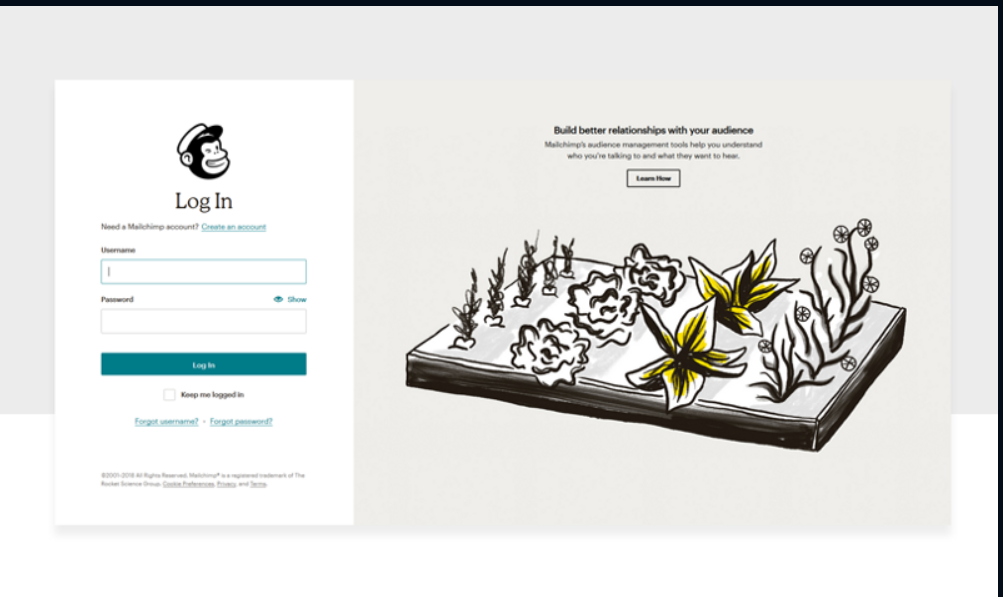 Log In
Need a Mailchimp account? Create an account
Username
Password
Show
Log In
Keep me logged in
Forgot username? • Forgot password?
©2001-2018 All Rights Reserved. Mailchimp® is a registered trademark of The
Rocket Science Group. Cookie Preferences, Privacy, and Terms.
Build better relationships with your audience
Mailchimp's audience management tools help you understand
who you're talking to and what they want to hear.
Learn How